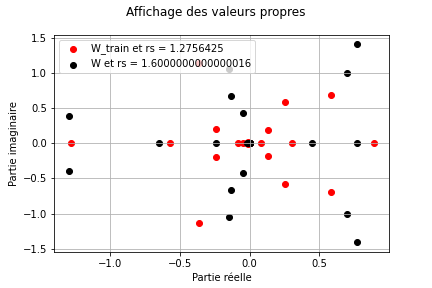 Affichage des valeurs propres
W_train et rs = 1.2756425
W et rs = 1.6000000000000016
Partie imaginaire
1.5
1.0
0.5
0.0
−0.5
−1.0
−1.5
−1.0
−0.5
0.0
0.5
Partie réelle